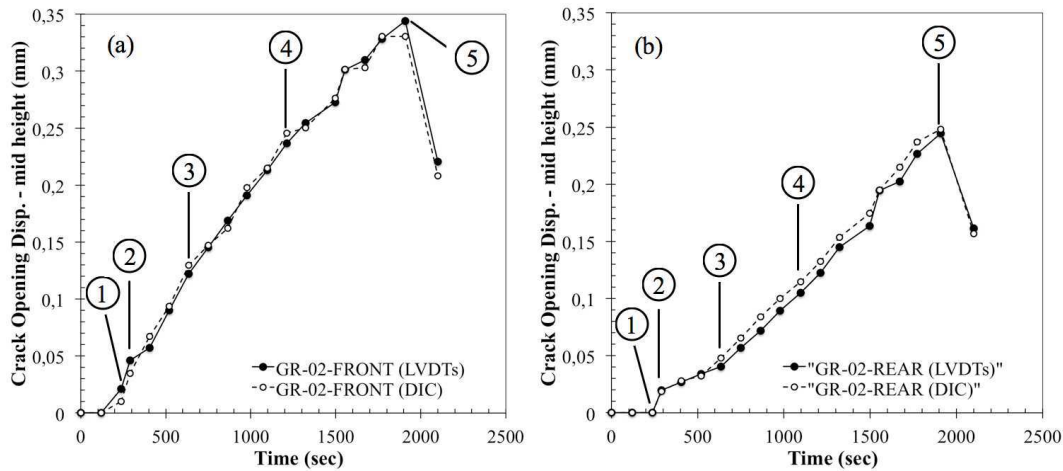 Crack Opening Disp. - mid height (mm)
0,35
0,3
0,25
0,2
0,15
0,1
0,05
0
(a)
1
2
3
4
5
GR-02-FRONT (LVDTs)
GR-02-FRONT (DIC)
0 500 1000 1500 2000 2500
Time (sec)
Crack Opening Disp. - mid height (mm)
0,35
0,3
0,25
0,2
0,15
0,1
0,05
0
(b)
1
2
3
4
5
"GR-02-REAR (LVDTs)"
"GR-02-REAR (DIC)"
0 500 1000 1500 2000 2500
Time (sec)